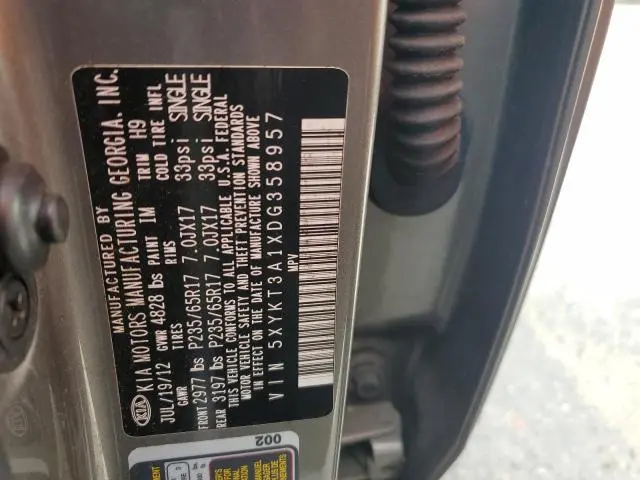 MANUFACTURED BY
KIA KIA MOTORS MANUFACTURING GEORGIA. INC.
JUL/19/12 GVWR 4828 lbs PAINT IM TRIM H9
GAWR TIRES RIMS COLD TIRE INFL
FRONT 2977 lbs P235/65R17 7.0JX17 33psi SINGLE
REAR 3197 lbs P235/65R17 7.0JX17 33psi SINGLE
THIS VEHICLE CONFORMS TO ALL APPLICABLE U.S.A. FEDERAL
MOTOR VEHICLE SAFETY AND THEFT PREVENTION STANDARDS
IN EFFECT ON THE DATE OF MANUFACTURE SHOWN ABOVE
VIN 5XYKT3A1XDG358957
MPV
002